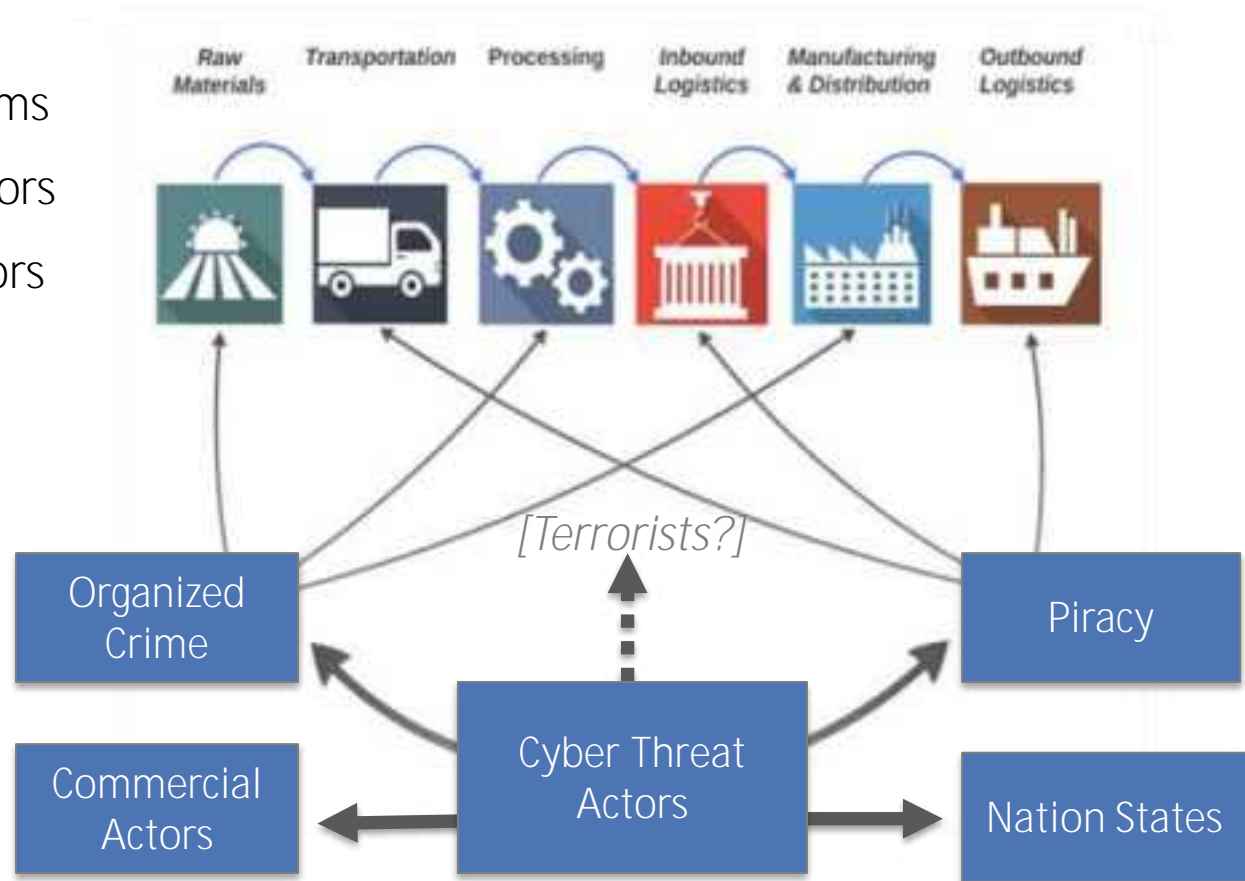 Raw
Materials
Transportation
Processing
Inbound
Logistics
Manufacturing
& Distribution
Outbound
Logistics
ms
ors
ors
[Terrorists?]
Organized
Crime
Piracy
Cyber Threat
Actors
Commercial
Actors
Nation States